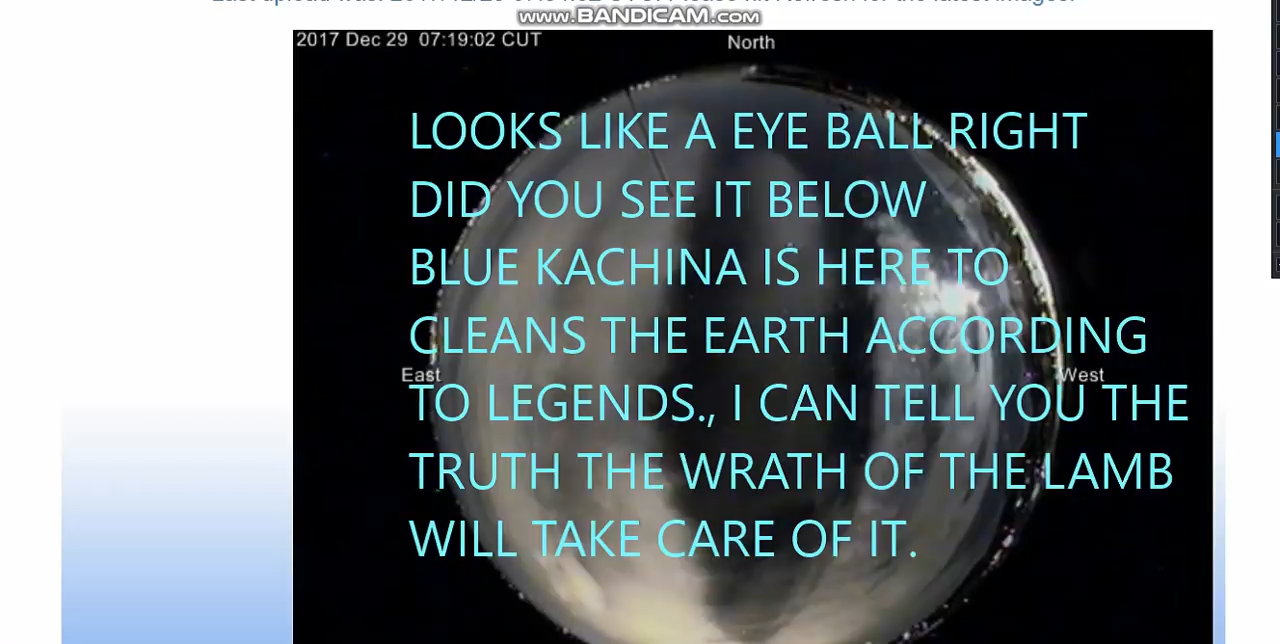 www.BANDICAM.com
2017 Dec 29 07:19:02 CUT
North
LOOKS LIKE A EYE BALL RIGHT
DID YOU SEE IT BELOW
BLUE KACHINA IS HERE TO
CLEANS THE EARTH ACCORDING
East
West
TO LEGENDS., I CAN TELL YOU THE
TRUTH THE WRATH OF THE LAMB
WILL TAKE CARE OF IT.